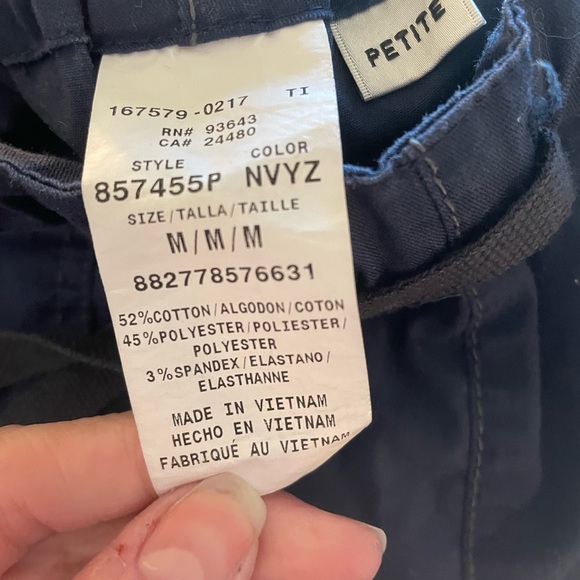 PETITE
167579-0217 TI
RN# 93643
CA# 24480
STYLE COLOR
857455P NVYZ
SIZE/TALLA/TAILLE
M/M/M
882778576631
52%COTTON/ALGODON/COTON
45%POLYESTER/POLIESTER/
POLYESTER
3%SPANDEX/ELASTANO/
ELASTHANNE
MADE IN VIETNAM
HECHO EN VIETNAM
FABRIQUÉ AU VIETNAM